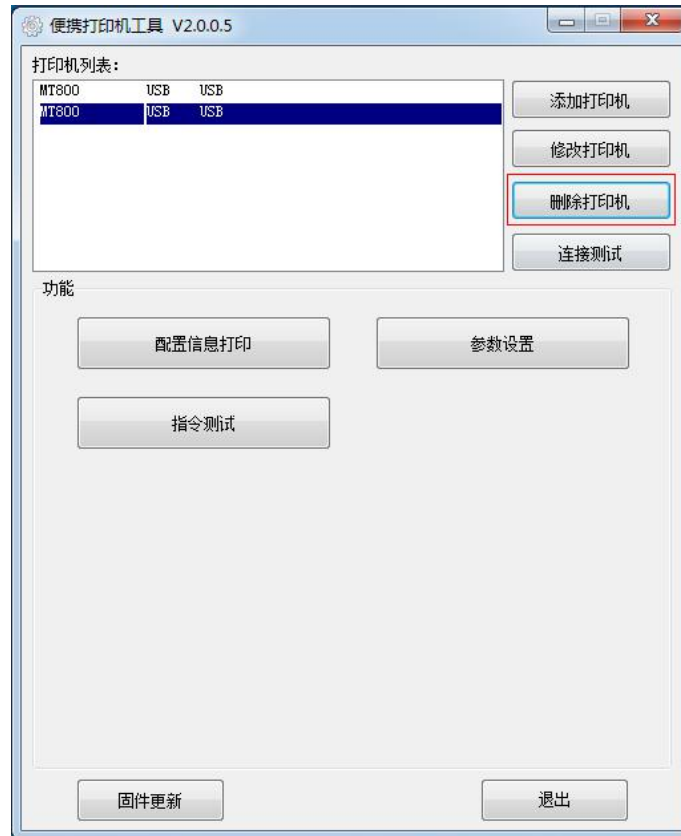 便携打印机工具 V2.0.0.5
打印机列表：
MT800 USB USB
MT800 USB USB
添加打印机
修改打印机
删除打印机
连接测试
功能
配置信息打印
参数设置
指令测试
固件更新
退出